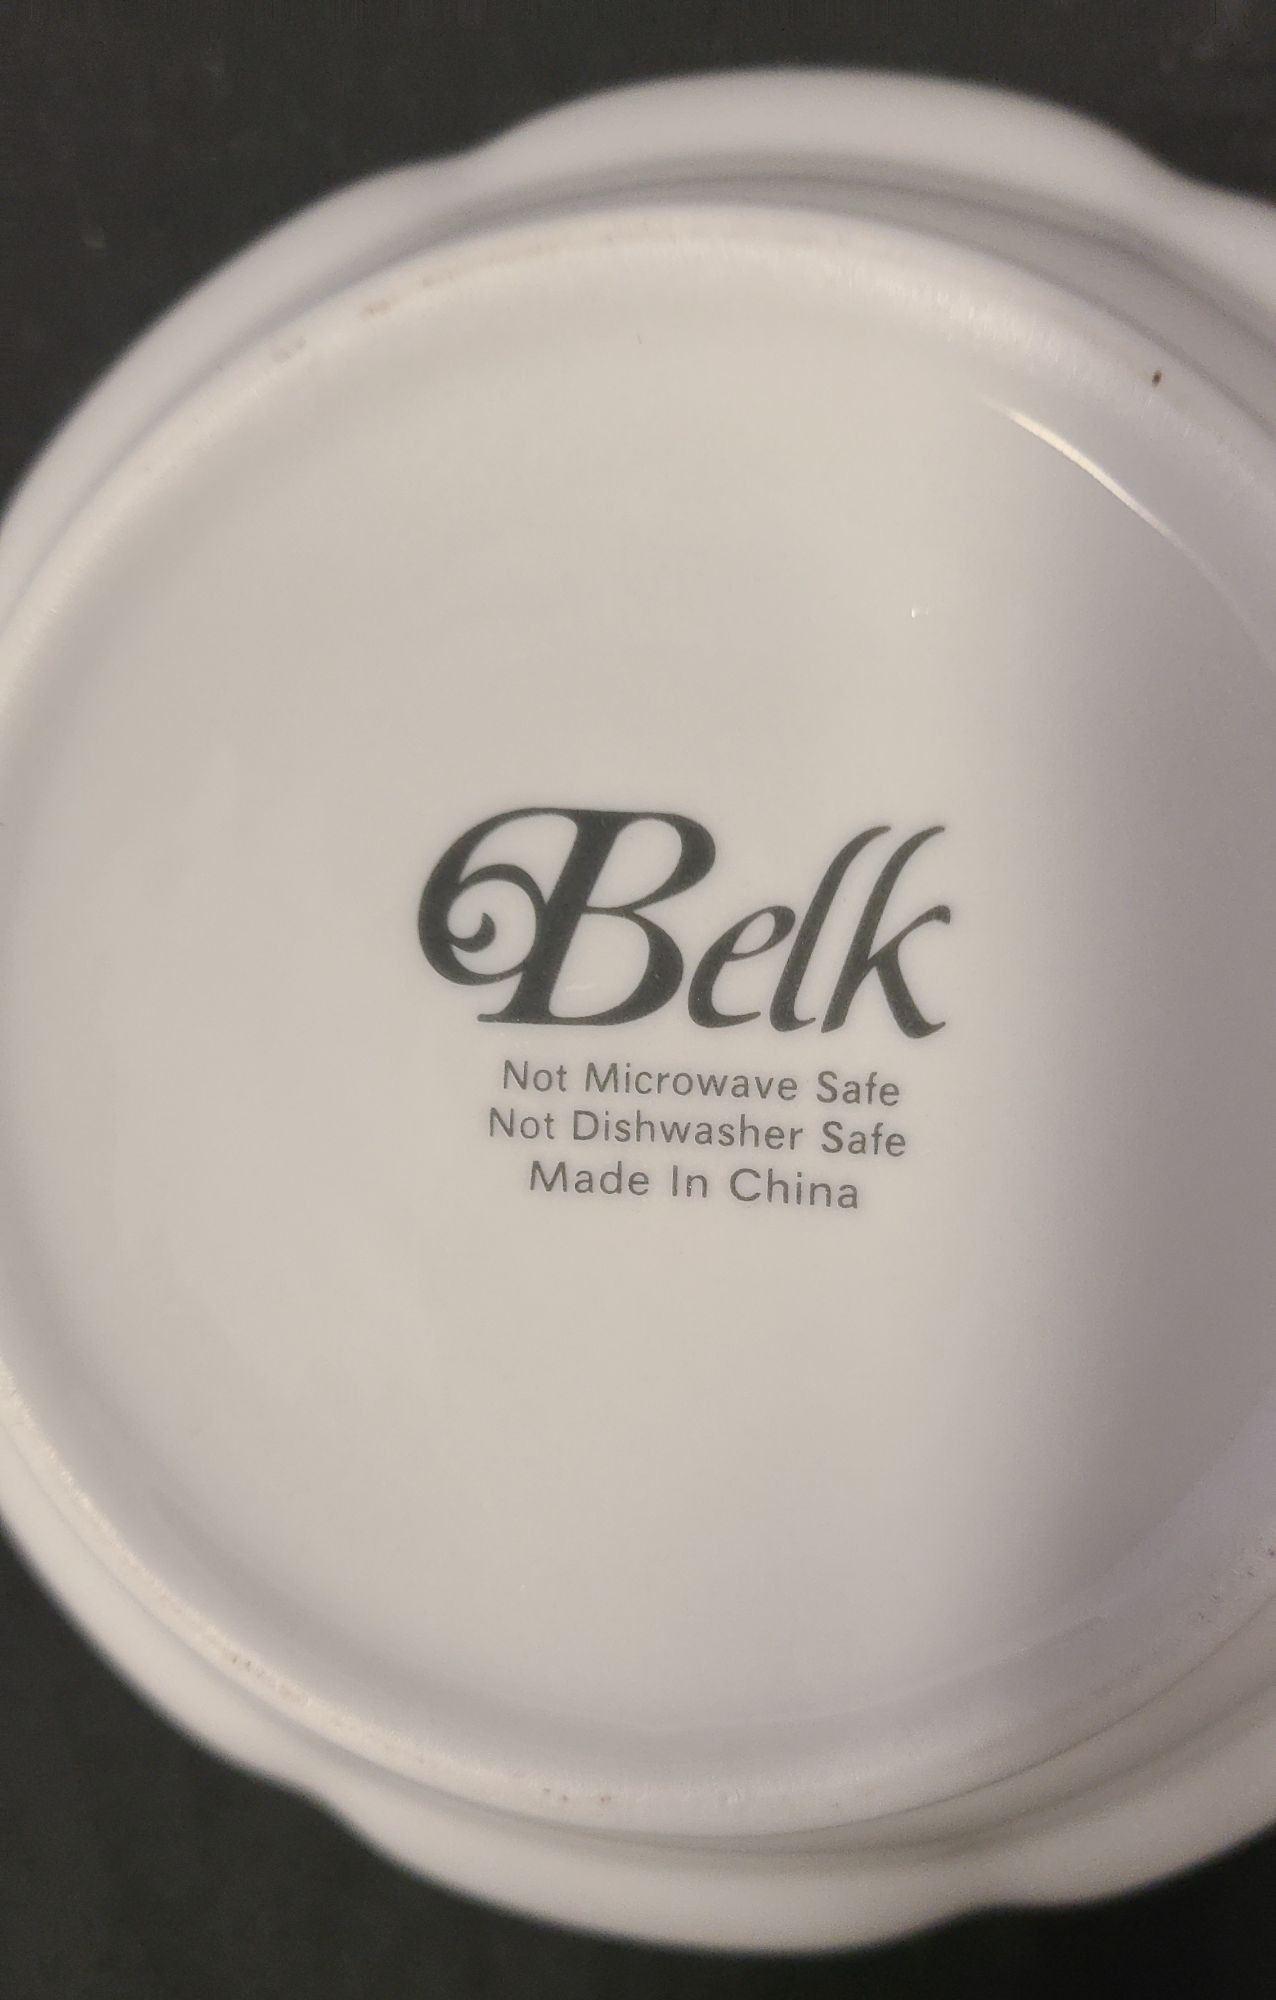 Belk
Not Microwave Safe
Not Dishwasher Safe
Made In China